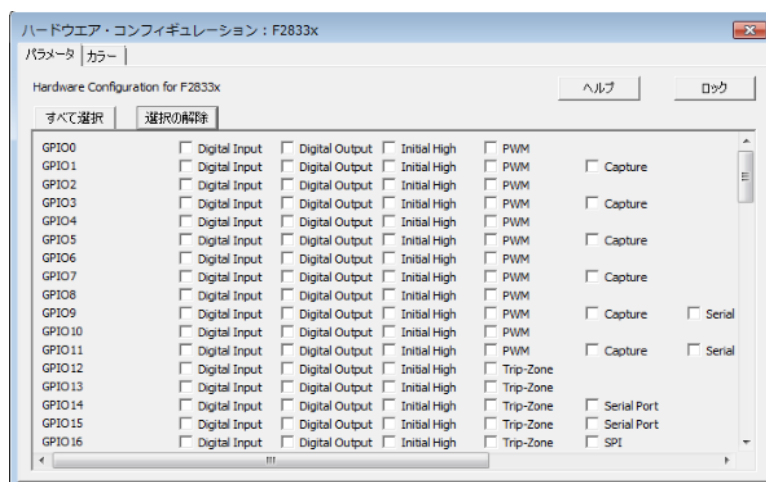 ハードウエア・コンフィギュレーション : F2833x
パラメータ カラー
Hardware Configuration for F2833x ヘルプ ロック
すべて選択 選択の解除
GPIO0 Digital Input Digital Output Initial High PWM
GPIO1 Digital Input Digital Output Initial High PWM Capture
GPIO2 Digital Input Digital Output Initial High PWM
GPIO3 Digital Input Digital Output Initial High PWM Capture
GPIO4 Digital Input Digital Output Initial High PWM
GPIO5 Digital Input Digital Output Initial High PWM Capture
GPIO6 Digital Input Digital Output Initial High PWM
GPIO7 Digital Input Digital Output Initial High PWM Capture
GPIO8 Digital Input Digital Output Initial High PWM
GPIO9 Digital Input Digital Output Initial High PWM Capture Serial
GPIO10 Digital Input Digital Output Initial High PWM
GPIO11 Digital Input Digital Output Initial High PWM Capture Serial
GPIO12 Digital Input Digital Output Initial High Trip-Zone
GPIO13 Digital Input Digital Output Initial High Trip-Zone
GPIO14 Digital Input Digital Output Initial High Trip-Zone Serial Port
GPIO15 Digital Input Digital Output Initial High Trip-Zone Serial Port
GPIO16 Digital Input Digital Output Initial High Trip-Zone SPI